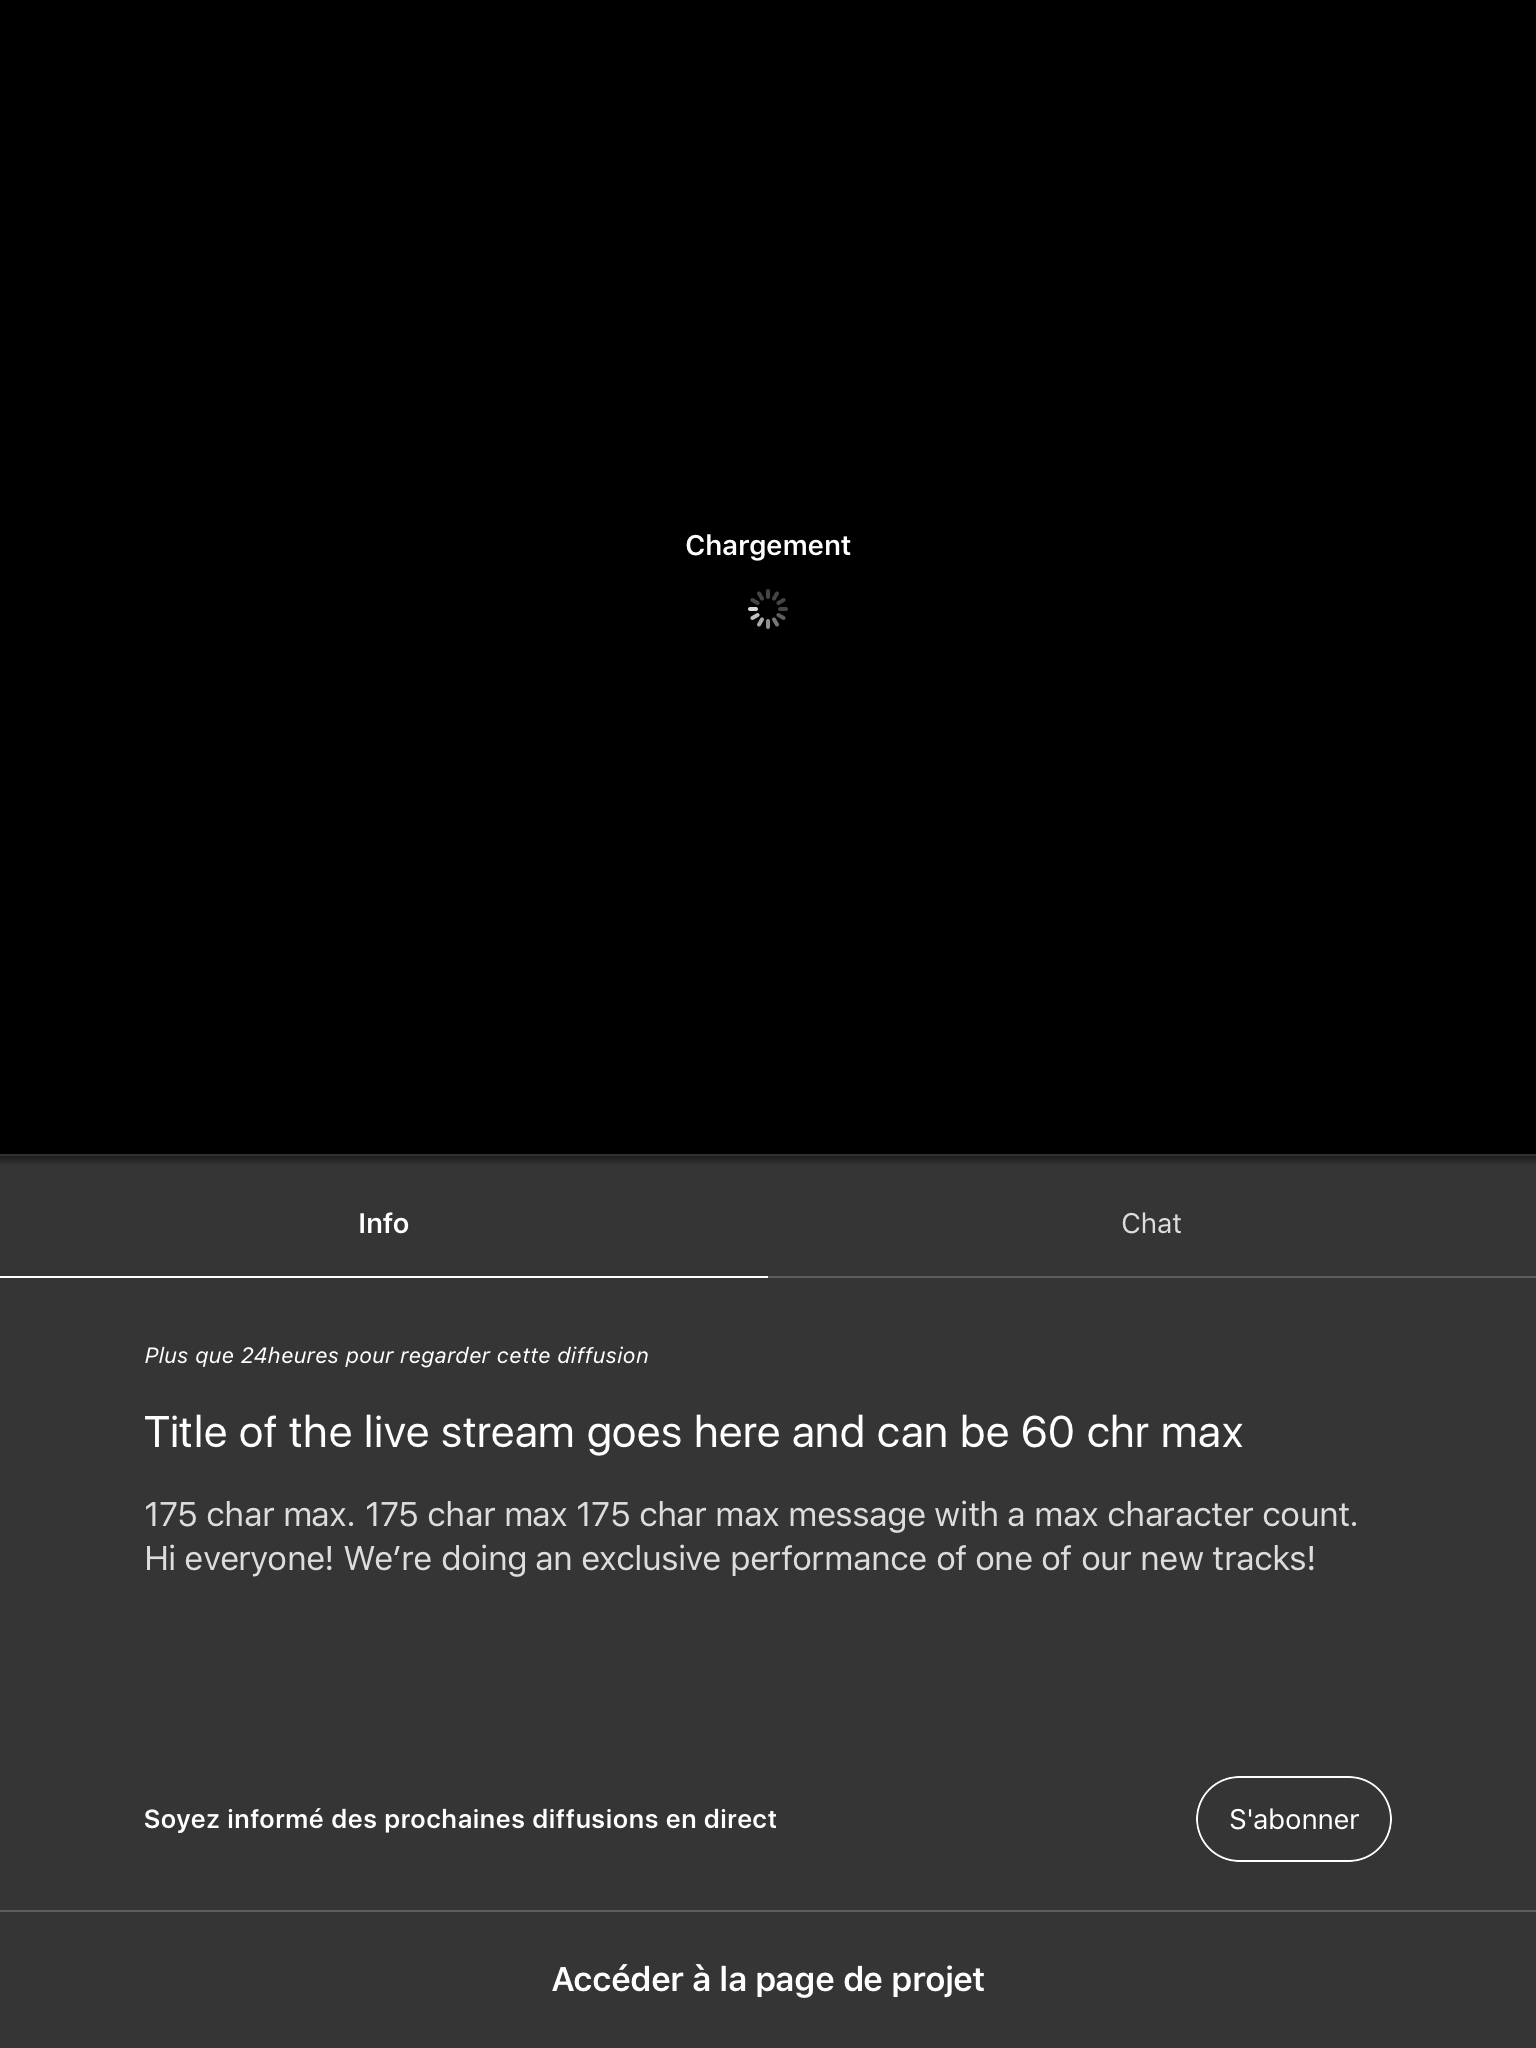 Chargement
Info
Chat
Plus que 24heures pour regarder cette diffusion
Title of the live stream goes here and can be 60 chr max
175 char max. 175 char max 175 char max message with a max character count.
Hi everyone! We’re doing an exclusive performance of one of our new tracks!
Soyez informé des prochaines diffusions en direct
S'abonner
Accéder à la page de projet